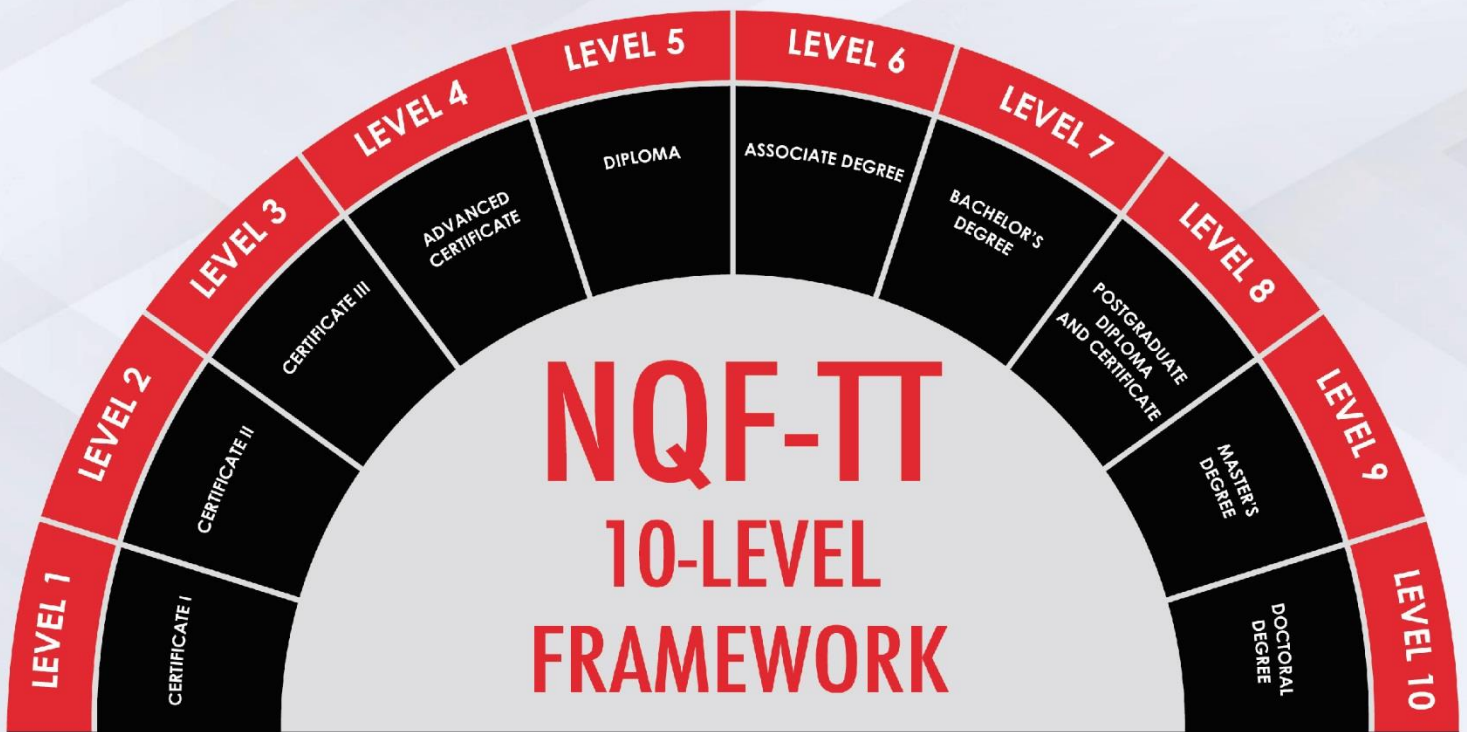 LEVEL 1
CERTIFICATE I
LEVEL 2
CERTIFICATE II
LEVEL 3
CERTIFICATE III
LEVEL 4
ADVANCED
CERTIFICATE
LEVEL 5
DIPLOMA
LEVEL 6
ASSOCIATE DEGREE
LEVEL 7
BACHELOR'S
DEGREE
LEVEL 8
POSTGRADUATE
DIPLOMA
AND CERTIFICATE
LEVEL 9
MASTER'S
DEGREE
LEVEL 10
DOCTORAL
DEGREE
NQF-TT
10-LEVEL
FRAMEWORK